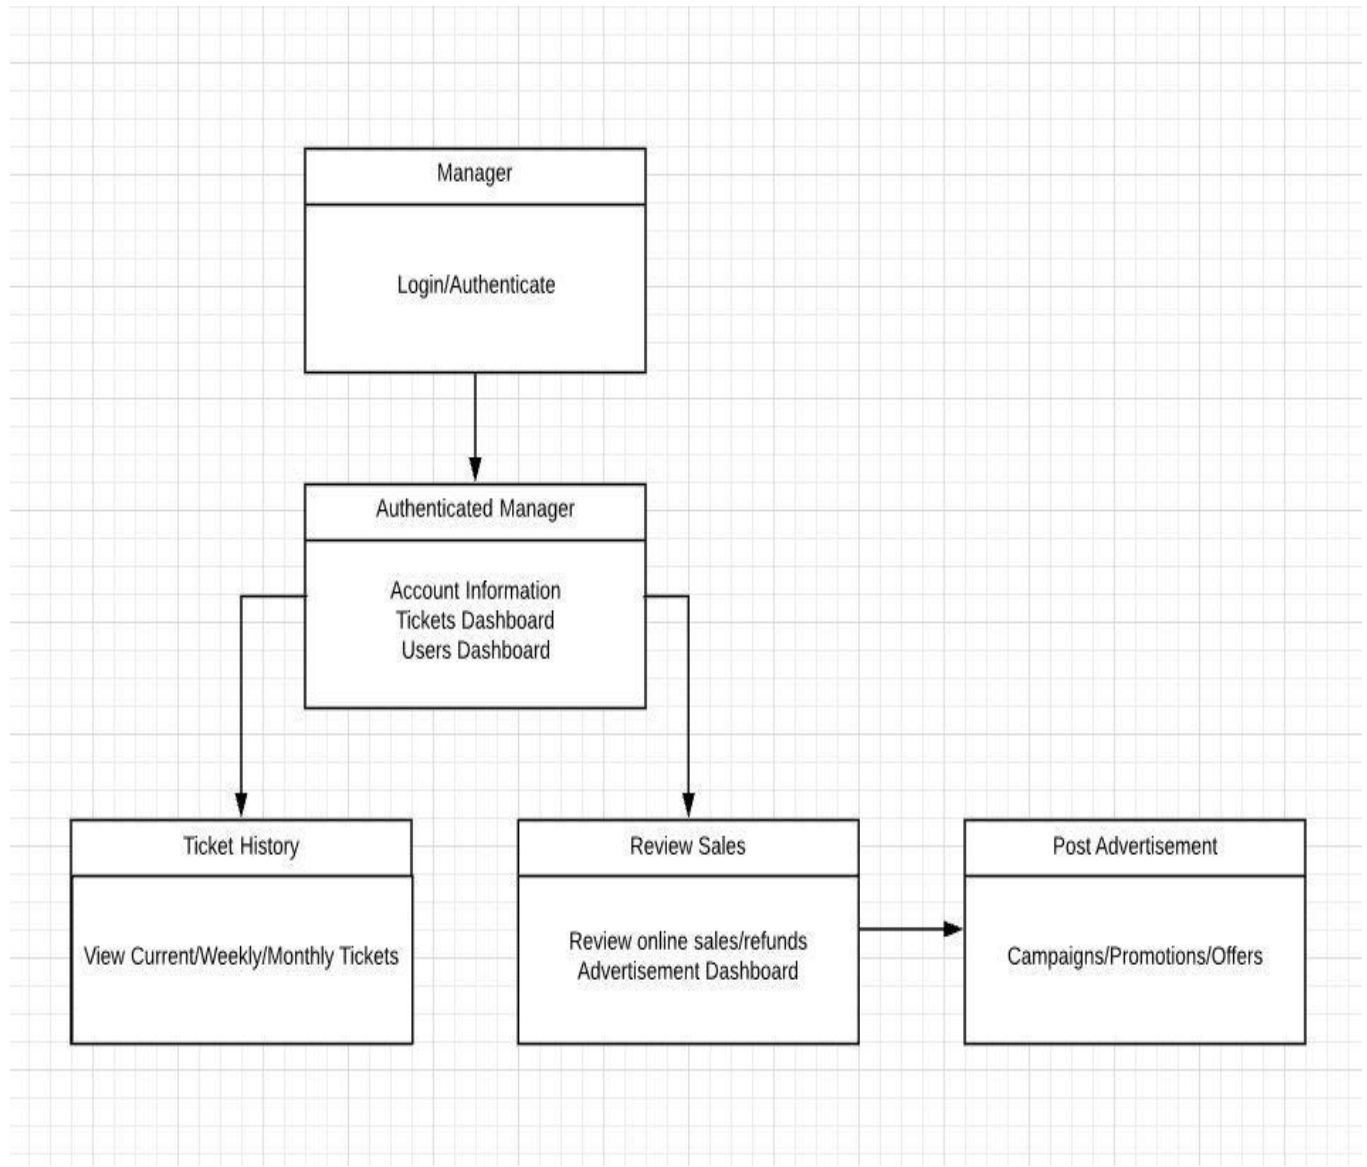 Manager
Login/Authenticate
Authenticated Manager
Account Information
Tickets Dashboard
Users Dashboard
Ticket History
View Current/Weekly/Monthly Tickets
Review Sales
Review online sales/refunds
Advertisement Dashboard
Post Advertisement
Campaigns/Promotions/Offers